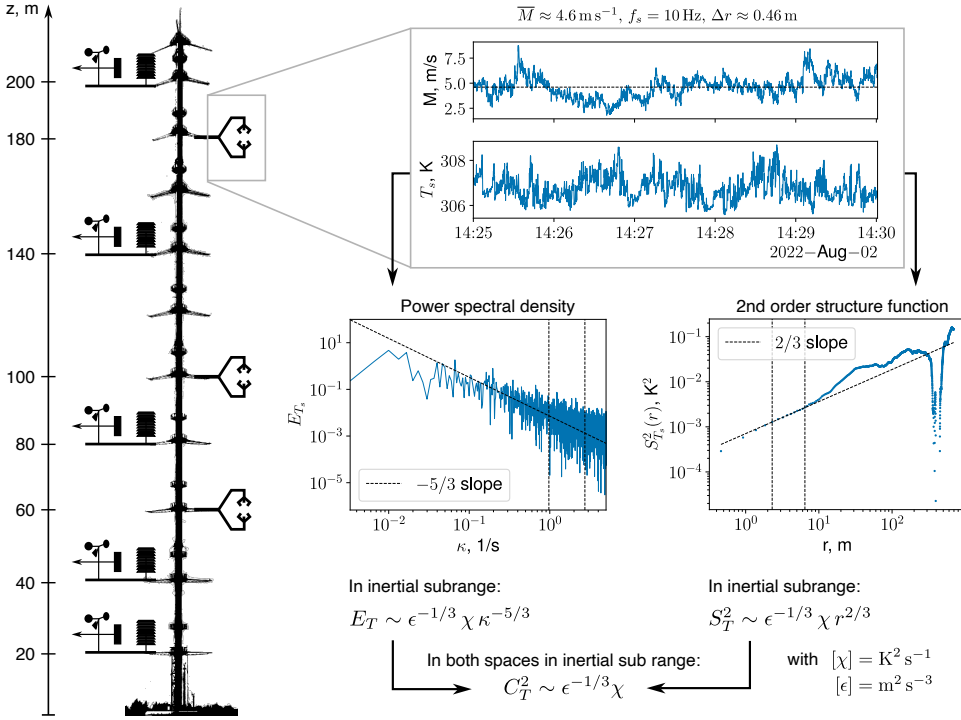 z, m
200
180
140
100
80
60
40
20
M̅ ≈ 4.6 m s⁻¹, fₛ = 10 Hz, Δr ≈ 0.46 m
M, m/s
7.5
5.0
2.5
Tₛ, K
308
306
14:25 14:26 14:27 14:28 14:29 14:30
2022−Aug−02
Power spectral density
E_{Tₛ}
10¹
10⁻¹
10⁻³
10⁻⁵
−5/3 slope
10⁻² 10⁻¹ 10⁰
κ, 1/s
2nd order structure function
S²_{Tₛ}(r), K²
10⁻¹
10⁻²
10⁻³
10⁻⁴
2/3 slope
10⁰ 10¹ 10²
r, m
In inertial subrange:
E_T ∼ ϵ^{−1/3} χ κ^{−5/3}
In inertial subrange:
S²_T ∼ ϵ^{−1/3} χ r^{2/3}
In both spaces in inertial sub range:
C²_T ∼ ϵ^{−1/3} χ
with [χ] = K² s⁻¹
[ϵ] = m² s⁻³